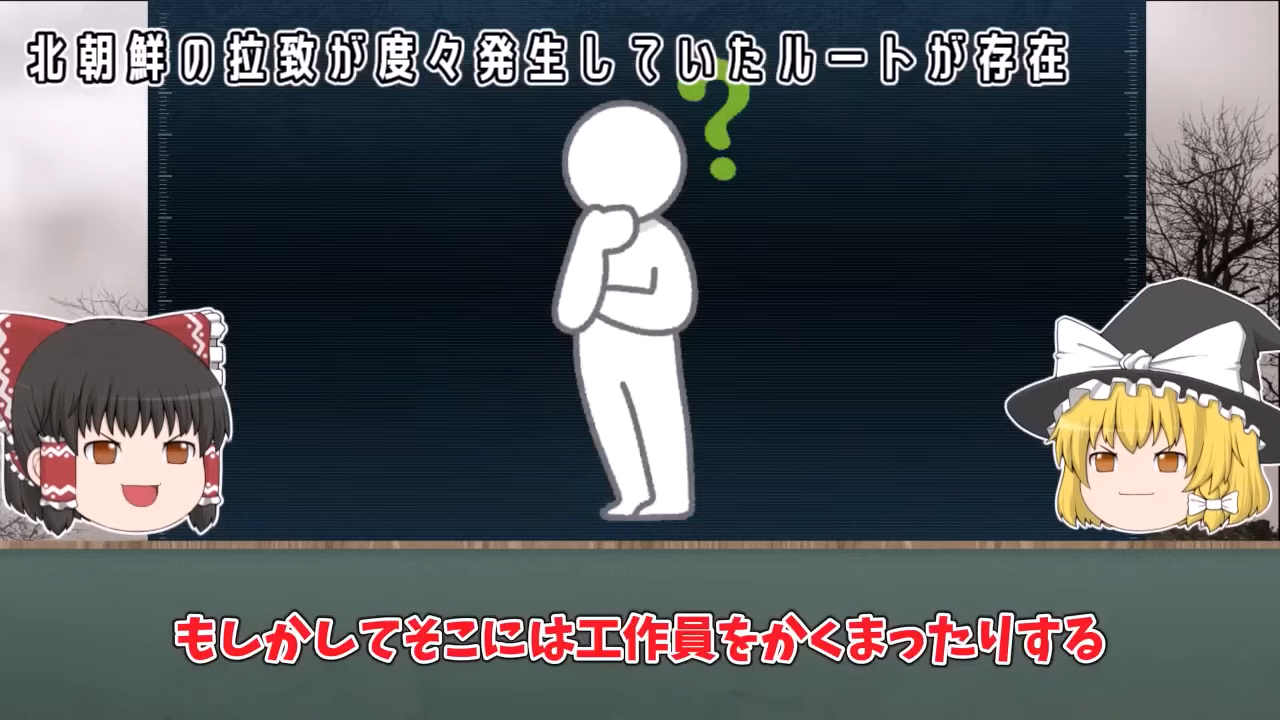 北朝鮮の拉致が度々発生していたルートが存在
?
もしかしてそこには工作員をかくまったりする